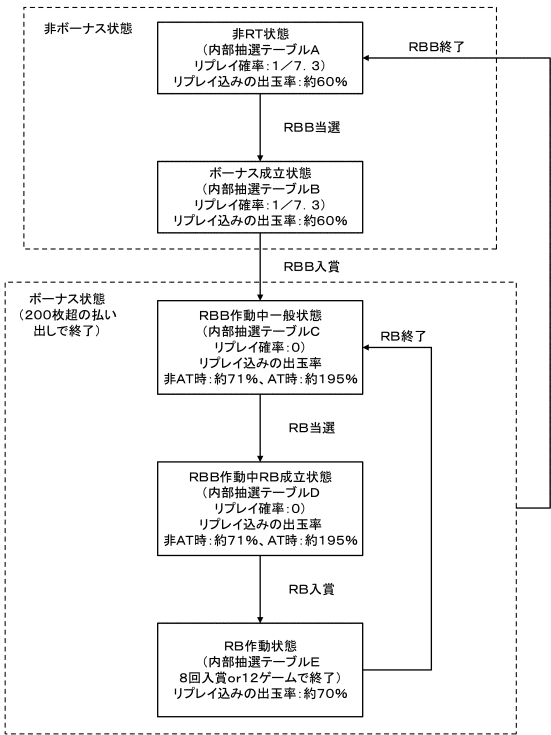 非ボーナス状態
非RT状態
(内部抽選テーブルA
リプレイ確率:1/7.3)
リプレイ込みの出玉率:約60%
RBB終了
RBB当選
ボーナス成立状態
(内部抽選テーブルB
リプレイ確率:1/7.3)
リプレイ込みの出玉率:約60%
RBB入賞
ボーナス状態
(200枚超の払い
出しで終了)
RBB作動中一般状態
(内部抽選テーブルC
リプレイ確率:0)
リプレイ込みの出玉率
非AT時:約71%、AT時:約195%
RB終了
RB当選
RBB作動中RB成立状態
(内部抽選テーブルD
リプレイ確率:0)
リプレイ込みの出玉率
非AT時:約71%、AT時:約195%
RB入賞
RB作動状態
(内部抽選テーブルE
8回入賞or12ゲームで終了)
リプレイ込みの出玉率:約70%